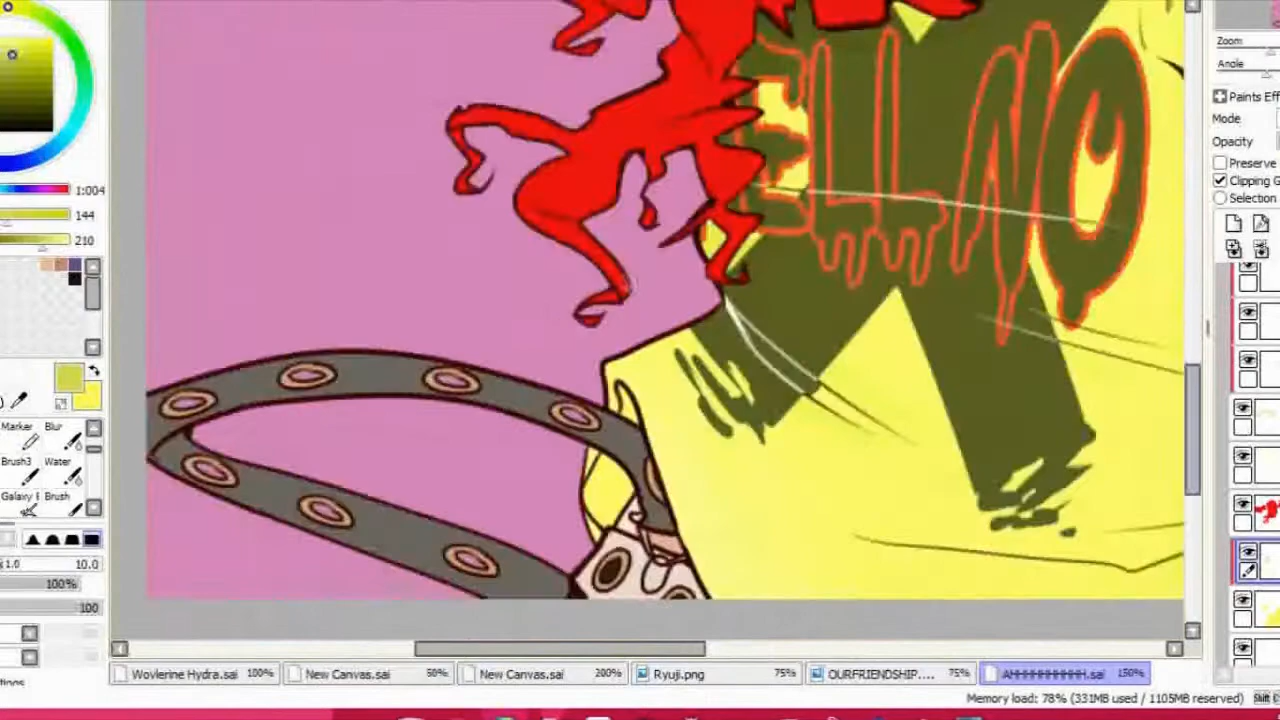 Zoom
Angle
Paints Eff
Mode
Opacity
Preserve
Clipping G
Selection
1:004
144
210
ELLNO
Marker Blur
Brush3 Water
Brush
1.0 10.0
100%
100
Wovlerine Hydra.sai 100% New Canvas.sai 50% New Canvas.sai 200% Ryuji.png 75% OURFRIENDSHIP.... 75% AHHHHHHHHH.sai 150%
Memory load: 78% (331MB used / 1105MB reserved)